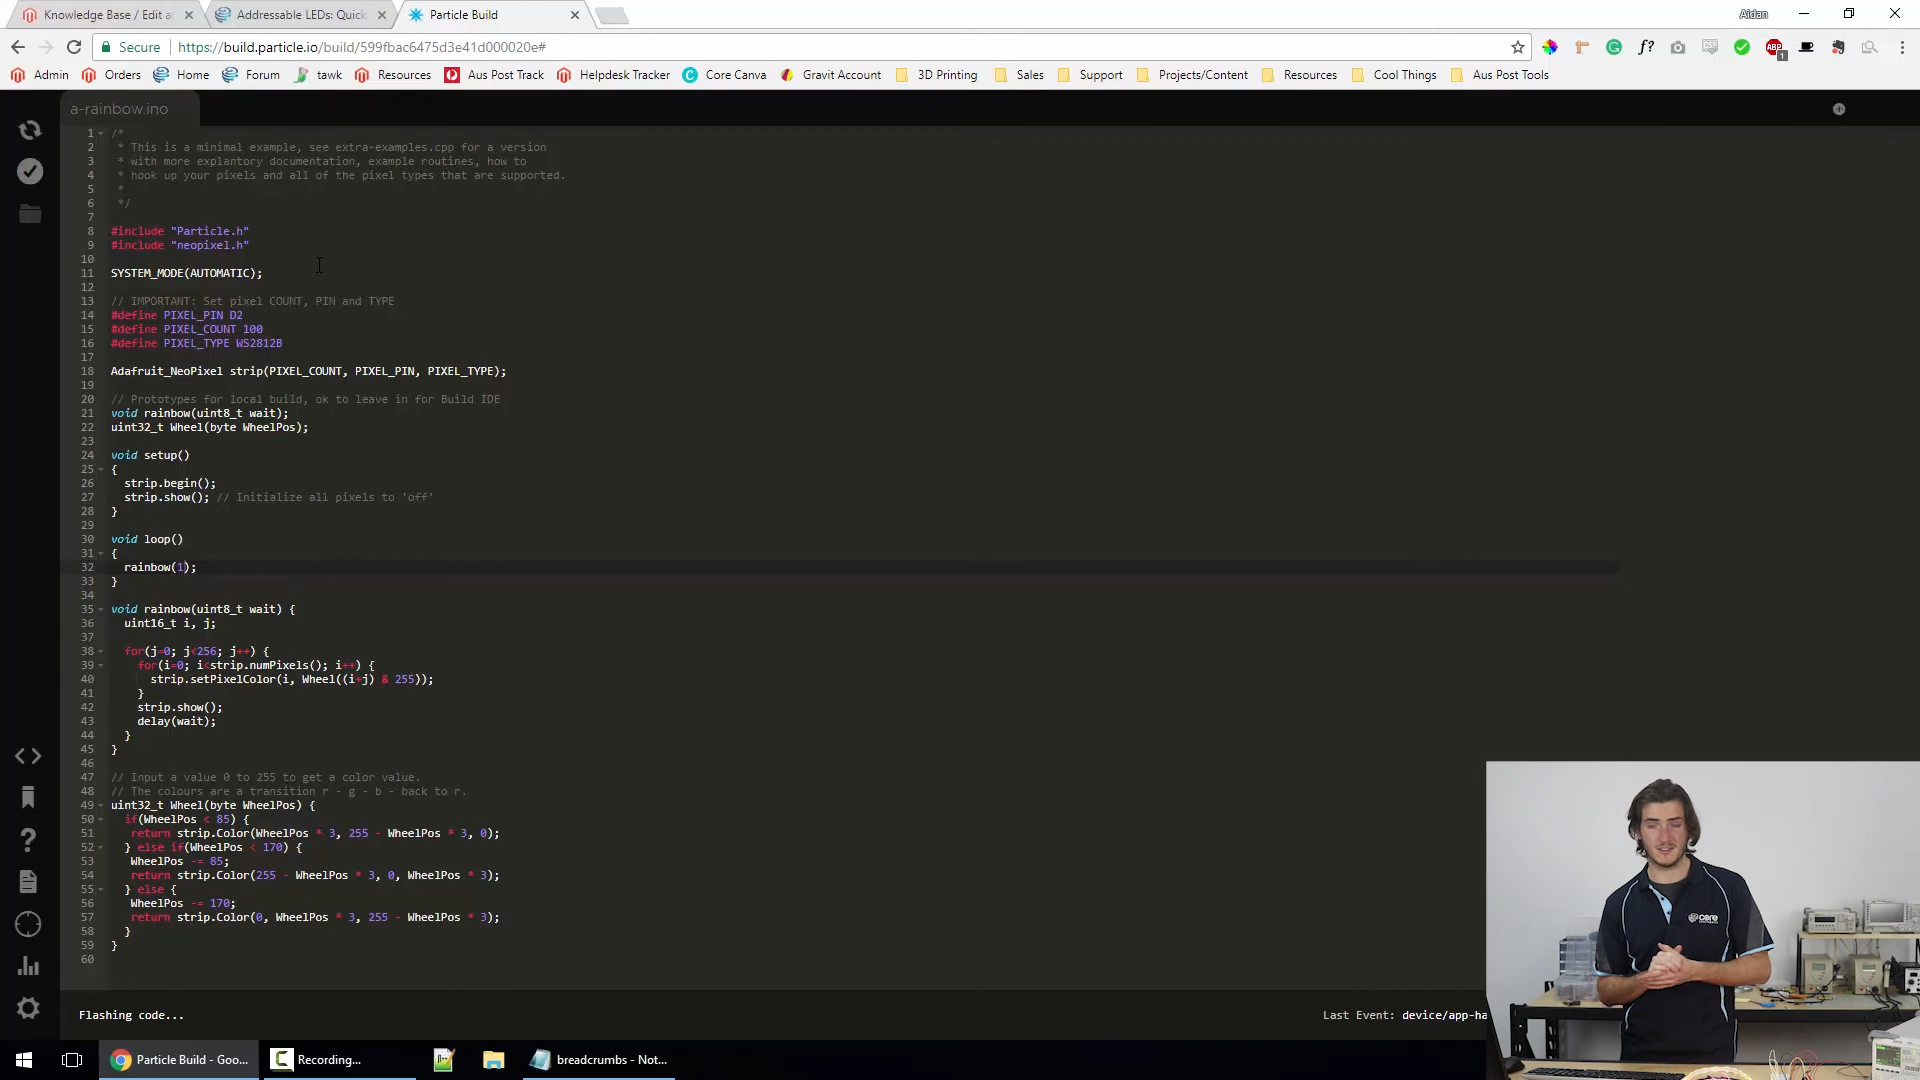 Knowledge Base / Edit a
Addressable LEDs: Quick
Particle Build
Aidan
Secure
https://build.particle.io/build/599fbac6475d3e41d000020e#
Admin
Orders
Home
Forum
tawk
Resources
Aus Post Track
Helpdesk Tracker
Core Canva
Gravit Account
3D Printing
Sales
Support
Projects/Content
Resources
Cool Things
Aus Post Tools
a-rainbow.ino
1 /*
2 * This is a minimal example, see extra-examples.cpp for a version
3 * with more explantory documentation, example routines, how to
4 * hook up your pixels and all of the pixel types that are supported.
5 *
6 */
7
8 #include "Particle.h"
9 #include "neopixel.h"
10
11 SYSTEM_MODE(AUTOMATIC);
12
13 // IMPORTANT: Set pixel COUNT, PIN and TYPE
14 #define PIXEL_PIN D2
15 #define PIXEL_COUNT 100
16 #define PIXEL_TYPE WS2812B
17
18 Adafruit_NeoPixel strip(PIXEL_COUNT, PIXEL_PIN, PIXEL_TYPE);
19
20 // Prototypes for local build, ok to leave in for Build IDE
21 void rainbow(uint8_t wait);
22 uint32_t Wheel(byte WheelPos);
23
24 void setup()
25 {
26 strip.begin();
27 strip.show(); // Initialize all pixels to 'off'
28 }
29
30 void loop()
31 {
32 rainbow(1);
33 }
34
35 void rainbow(uint8_t wait) {
36 uint16_t i, j;
37
38 for(j=0; j<256; j++) {
39 for(i=0; i<strip.numPixels(); i++) {
40 strip.setPixelColor(i, Wheel((i+j) & 255));
41 }
42 strip.show();
43 delay(wait);
44 }
45 }
46
47 // Input a value 0 to 255 to get a color value.
48 // The colours are a transition r - g - b - back to r.
49 uint32_t Wheel(byte WheelPos) {
50 if(WheelPos < 85) {
51 return strip.Color(WheelPos * 3, 255 - WheelPos * 3, 0);
52 } else if(WheelPos < 170) {
53 WheelPos -= 85;
54 return strip.Color(255 - WheelPos * 3, 0, WheelPos * 3);
55 } else {
56 WheelPos -= 170;
57 return strip.Color(0, WheelPos * 3, 255 - WheelPos * 3);
58 }
59 }
60
core
Flashing code...
Last Event: device/app-ha
Particle Build - Goo...
Recording...
breadcrumbs - Not...